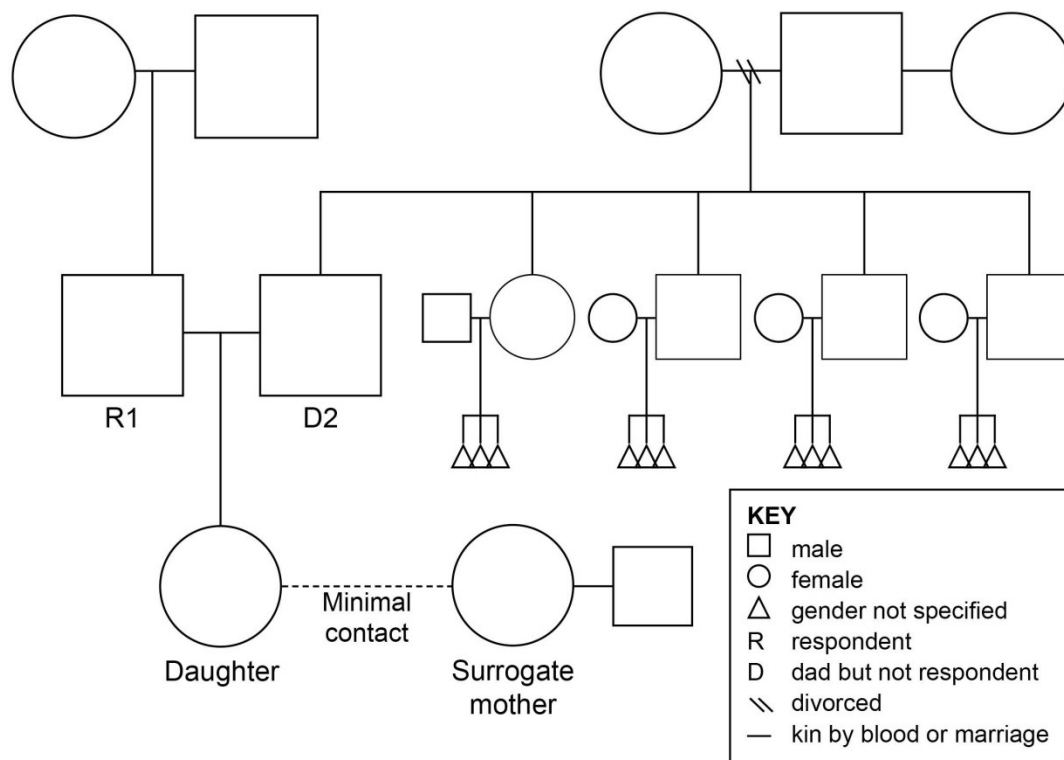 R1
D2
Daughter
Minimal
contact
Surrogate
mother
KEY
male
female
gender not specified
R respondent
D dad but not respondent
divorced
kin by blood or marriage